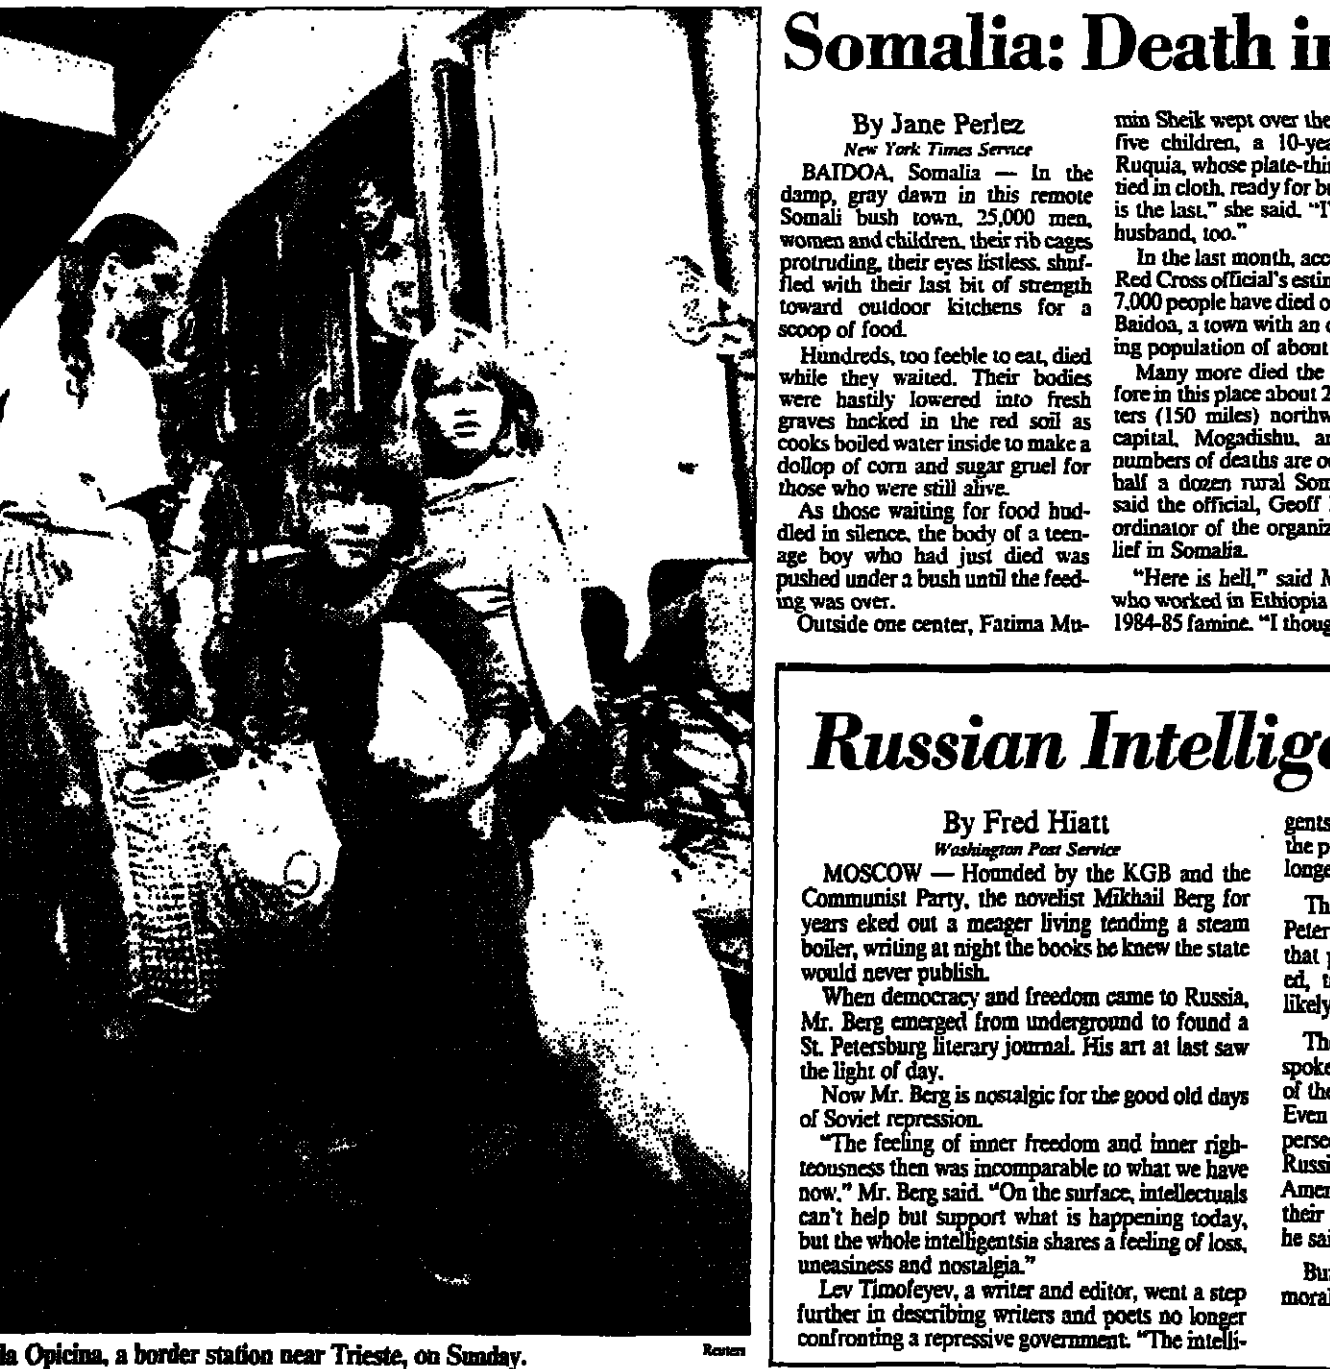 Somalia: Death in
By Jane Perlez
New York Times Service
BAIDOA, Somalia — In the
damp, gray dawn in this remote
Somali bush town, 25,000 men,
women and children, their rib cages
protruding, their eyes listless, shuf-
fled with their last bit of strength
toward outdoor kitchens for a
scoop of food.
Hundreds, too feeble to eat, died
while they waited. Their bodies
were hastily lowered into fresh
graves hacked in the red soil as
cooks boiled water inside to make a
dollop of corn and sugar gruel for
those who were still alive.
As those waiting for food hud-
dled in silence, the body of a teen-
age boy who had just died was
pushed under a bush until the feed-
ing was over.
Outside one center, Fatima Mu-
min Sheik wept over the
five children, a 10-yea
Ruquia, whose plate-thin
tied in cloth, ready for bu
is the last," she said. "I'
husband, too."
In the last month, acc
Red Cross official's estim
7,000 people have died o
Baidoa, a town with an o
ing population of about
Many more died the
fore in this place about 2
ters (150 miles) northw
capital, Mogadishu, an
numbers of deaths are oc
half a dozen rural Som
said the official, Geoff
ordinator of the organiz
lief in Somalia.
"Here is hell," said M
who worked in Ethiopia
1984-85 famine. "I thoug
Russian Intellige
By Fred Hiatt
Washington Post Service
MOSCOW — Hounded by the KGB and the
Communist Party, the novelist Mikhail Berg for
years eked out a meager living tending a steam
boiler, writing at night the books he knew the state
would never publish.
When democracy and freedom came to Russia,
Mr. Berg emerged from underground to found a
St. Petersburg literary journal. His art at last saw
the light of day.
Now Mr. Berg is nostalgic for the good old days
of Soviet repression.
"The feeling of inner freedom and inner righ-
teousness then was incomparable to what we have
now," Mr. Berg said. "On the surface, intellectuals
can't help but support what is happening today,
but the whole intelligentsia shares a feeling of loss,
uneasiness and nostalgia."
Lev Timofeyev, a writer and editor, went a step
further in describing writers and poets no longer
confronting a repressive government. "The intelli-
gents
the p
longe
Th
Peter
that p
ed, t
likely
The
spoke
of the
Even
perse
Russi
Amer
their
he sai
Bu
moral
la Opicina, a border station near Trieste, on Sunday.
Reuters